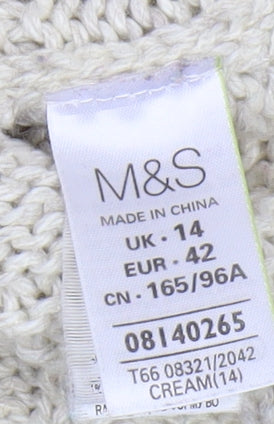 M&S
MADE IN CHINA
UK · 14
EUR · 42
CN · 165/96A
08140265
T66 08321/2042
CREAM(14)